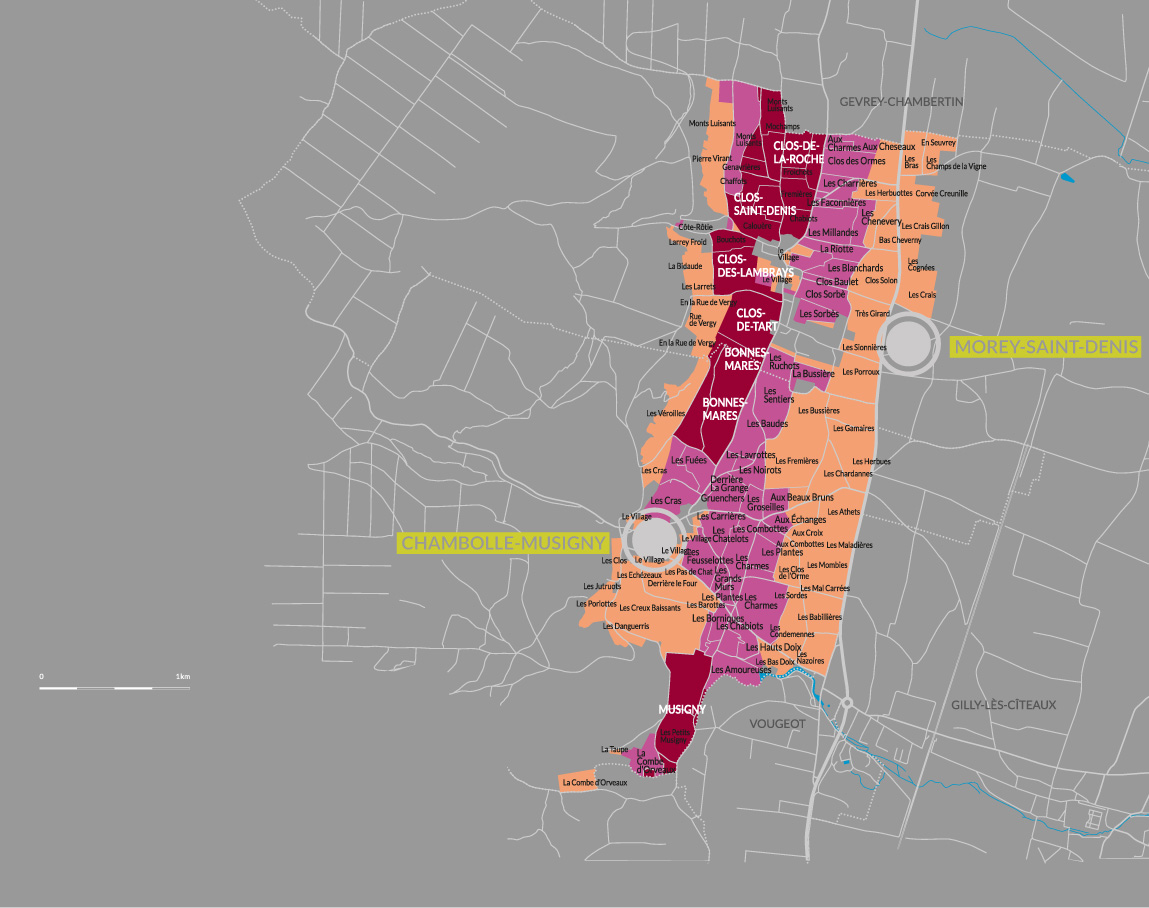 GEVREY-CHAMBERTIN
Monts
Luisants
Monts Luisants
Mochamps
Monts
Luisants
CLOS-DE-
LA-ROCHE
Aux
Charmes
Aux Cheseaux
En Seuvrey
Pierre Virant
Genavrières
Froichots
Clos des Ormes
Les
Bras
Les
Champs de la Vigne
Chaffots
Les Charrières
Fremières
Les Herbuottes
Corvée Creunille
CLOS-
SAINT-DENIS
Les Faconnières
Chabiots
Les
Chenevery
Côte-Rôtie
Calouère
Les Millandes
Les Crais Gillon
Larrey Froid
Bouchots
Bas Cheverny
La Riotte
le
Village
La Bidaude
CLOS-
DES-LAMBRAYS
Les Blanchards
Les
Cognées
Le Village
Clos Baulet
Clos Solon
Les Larrets
Clos Sorbè
Les Crais
En la Rue de Vergy
Rue
de Vergy
CLOS-
DE-TART
Les Sorbès
Très Girard
En la Rue de Vergy
Les Sionnières
MOREY-SAINT-DENIS
BONNES-
MARES
Les
Ruchots
La Bussière
Les Porroux
BONNES-
MARES
Les
Sentiers
Les Véroilles
Les Bussières
Les Baudes
Les Gamaires
Les Fuées
Les Lavrottes
Les Fremières
Les Herbues
Les Cras
Les Noirots
Les Chardannes
Derrière
La Grange
Les Cras
Gruenchers
Les
Groseilles
Aux Beaux Bruns
Le Village
Les Carrières
Aux Échanges
Les Athets
CHAMBOLLE-MUSIGNY
Le Village
Les
Chatelots
Les Combottes
Aux Croix
Aux Combottes
Les Maladières
Le Village
Les
Feusselottes
Les Plantes
Les Clos
Le Village
Les
Charmes
Les Mombles
Les Echézeaux
Les Pas de Chat
Les
Grands
Murs
Les Clos
de l'Orme
Les Jutruots
Derrière le Four
Les Mal Carrées
Les Plantes
Les
Charmes
Les Sordes
Les Porlottes
Les Creux Baissants
Les Barottes
Les Borniques
Les Babillières
Les Danguerris
Les Chabiots
Les
Condemennes
Les Hauts Doix
Les
Nazoires
Les Bas Doix
Les Amoureuses
0
1km
MUSIGNY
GILLY-LÈS-CÎTEAUX
VOUGEOT
Les Petits
Musigny
La Taupe
La
Combe
d'Orveaux
La Combe d'Orveaux